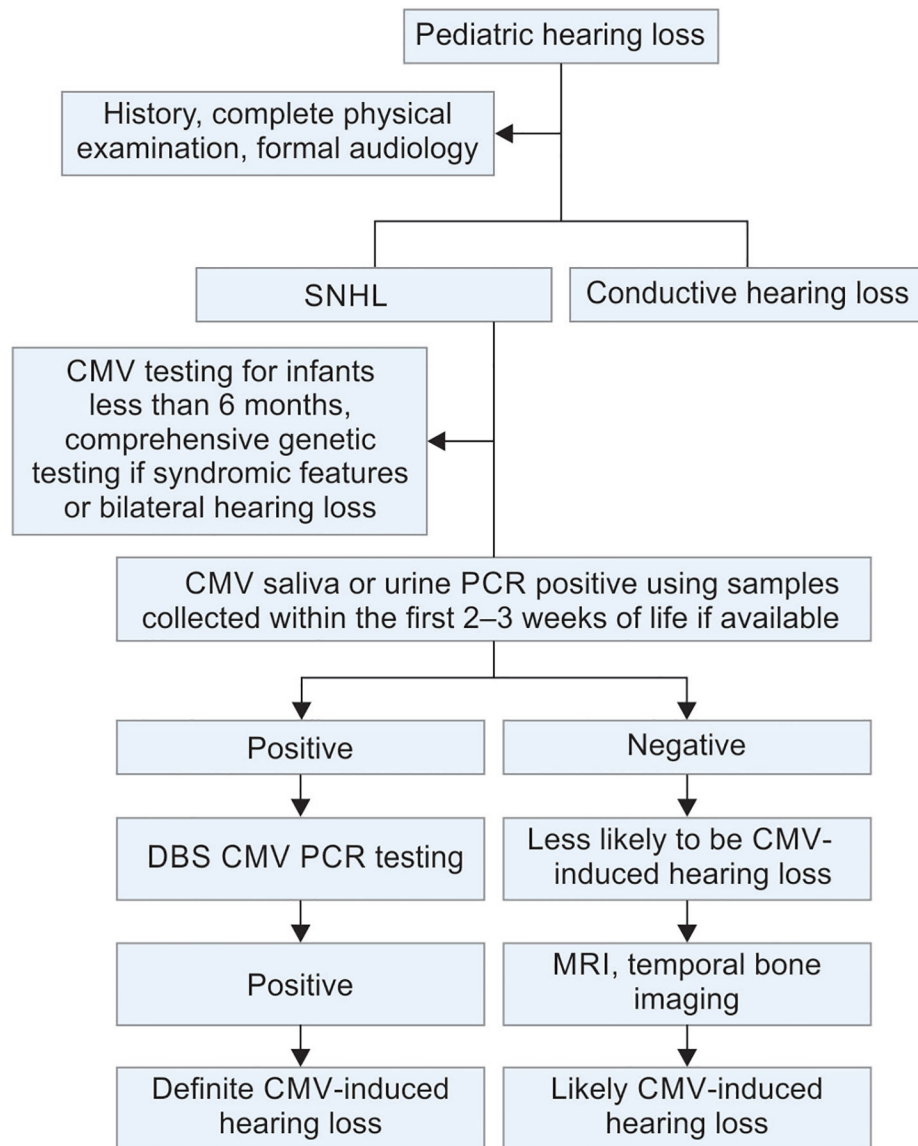 Pediatric hearing loss
History, complete physical
examination, formal audiology
SNHL
Conductive hearing loss
CMV testing for infants
less than 6 months,
comprehensive genetic
testing if syndromic features
or bilateral hearing loss
CMV saliva or urine PCR positive using samples
collected within the first 2–3 weeks of life if available
Positive
Negative
DBS CMV PCR testing
Less likely to be CMV-
induced hearing loss
Positive
MRI, temporal bone
imaging
Definite CMV-induced
hearing loss
Likely CMV-induced
hearing loss